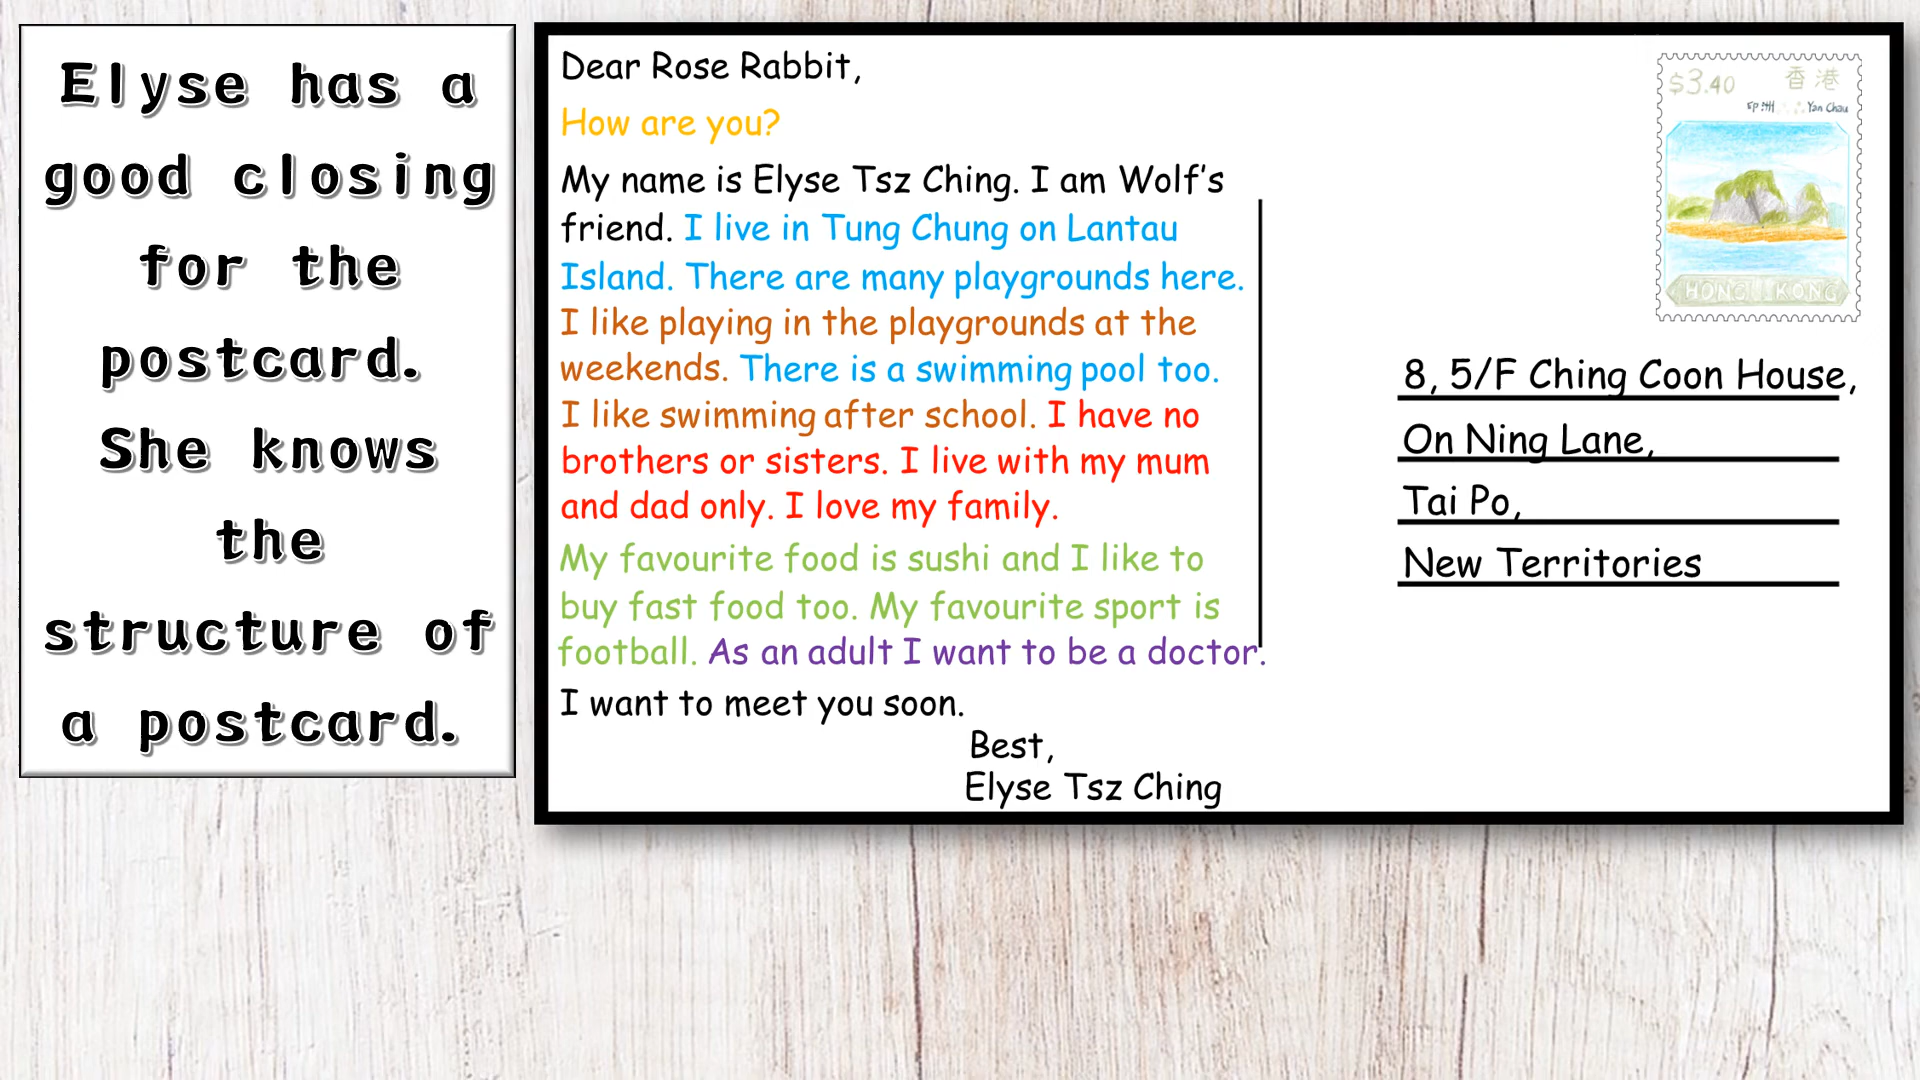 Elyse has a
good closing
for the
postcard.
She knows
the
structure of
a postcard.
Dear Rose Rabbit,
How are you?
My name is Elyse Tsz Ching. I am Wolf's
friend. I live in Tung Chung on Lantau
Island. There are many playgrounds here.
I like playing in the playgrounds at the
weekends. There is a swimming pool too.
I like swimming after school. I have no
brothers or sisters. I live with my mum
and dad only. I love my family.
My favourite food is sushi and I like to
buy fast food too. My favourite sport is
football. As an adult I want to be a doctor.
I want to meet you soon.
Best,
Elyse Tsz Ching
$3.40 香港
Yan Chau
HONG KONG
8, 5/F Ching Coon House,
On Ning Lane,
Tai Po,
New Territories